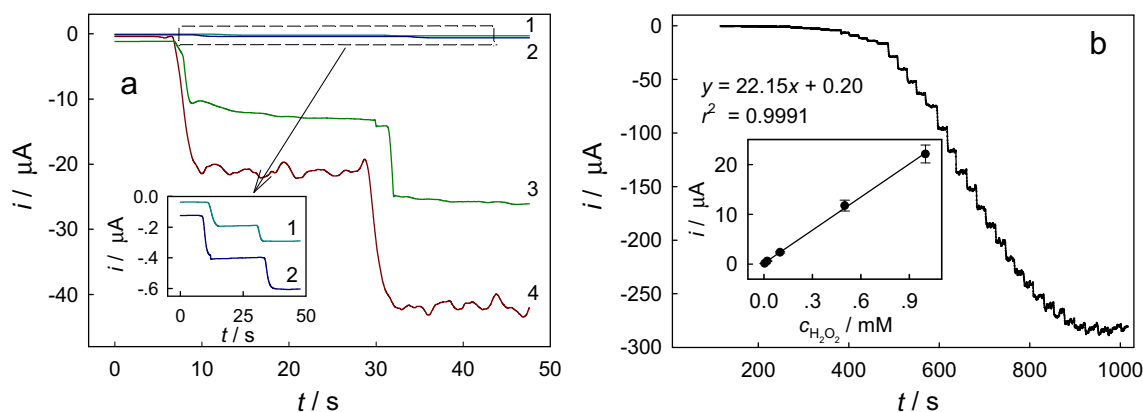 a
i / μA
0
-10
-20
-30
-40
0 10 20 30 40 50
t / s
1
2
3
4
i / μA
0.0
-.2
-.4
-.6
1
2
0 25 50
t / s
b
i / μA
0
-50
-100
-150
-200
-250
-300
200 400 600 800 1000
t / s
y = 22.15x + 0.20
r² = 0.9991
i / μA
20
10
0
0.0 .3 .6 .9
c_H₂O₂ / mM